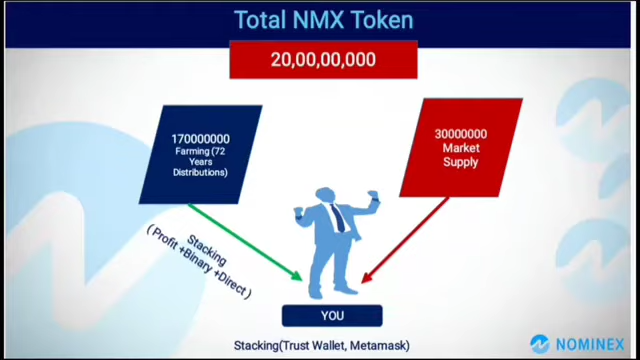 Total NMX Token
20,00,00,000
170000000
Farming (72
Years
Distributions)
30000000
Market
Supply
Stacking
(Profit +Binary +Direct)
YOU
Stacking(Trust Wallet, Metamask)
NOMINEX